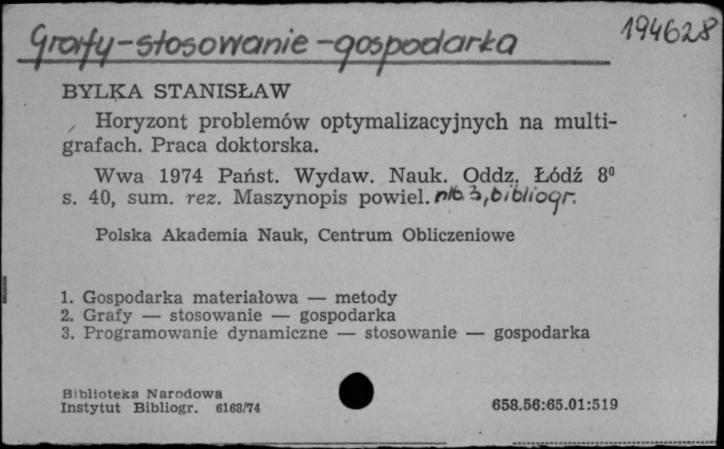 Grafy-stosowanie-gospodarka 194628
BYLKA STANISŁAW
Horyzont problemów optymalizacyjnych na multi-
grafach. Praca doktorska.
Wwa 1974 Państ. Wydaw. Nauk. Oddz. Łódź 8⁰
s. 40, sum. rez. Maszynopis powiel. nlb 3, bibliogr.
Polska Akademia Nauk, Centrum Obliczeniowe
1. Gospodarka materiałowa — metody
2. Grafy — stosowanie — gospodarka
3. Programowanie dynamiczne — stosowanie — gospodarka
Biblioteka Narodowa
Instytut Bibliogr. 6168/74 658.56:65.01:519